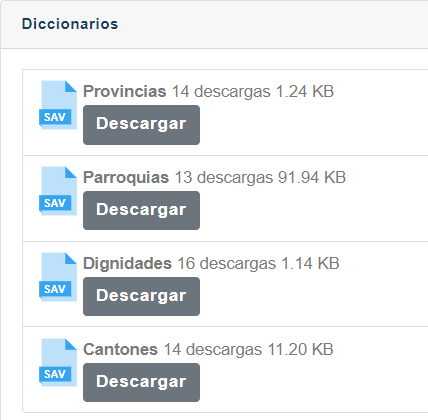 Diccionarios
Provincias 14 descargas 1.24 KB
SAV
Descargar
Parroquias 13 descargas 91.94 KB
SAV
Descargar
Dignidades 16 descargas 1.14 KB
SAV
Descargar
Cantones 14 descargas 11.20 KB
SAV
Descargar